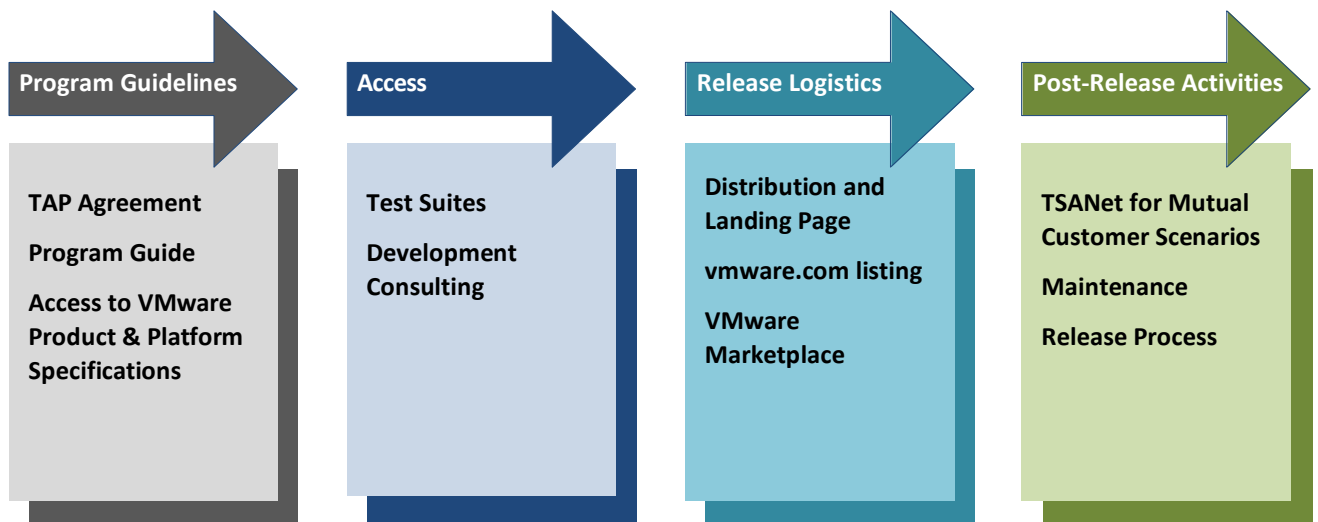 Program Guidelines
TAP Agreement
Program Guide
Access to VMware
Product & Platform
Specifications
Access
Test Suites
Development
Consulting
Release Logistics
Distribution and
Landing Page
vmware.com listing
VMware
Marketplace
Post-Release Activities
TSANet for Mutual
Customer Scenarios
Maintenance
Release Process